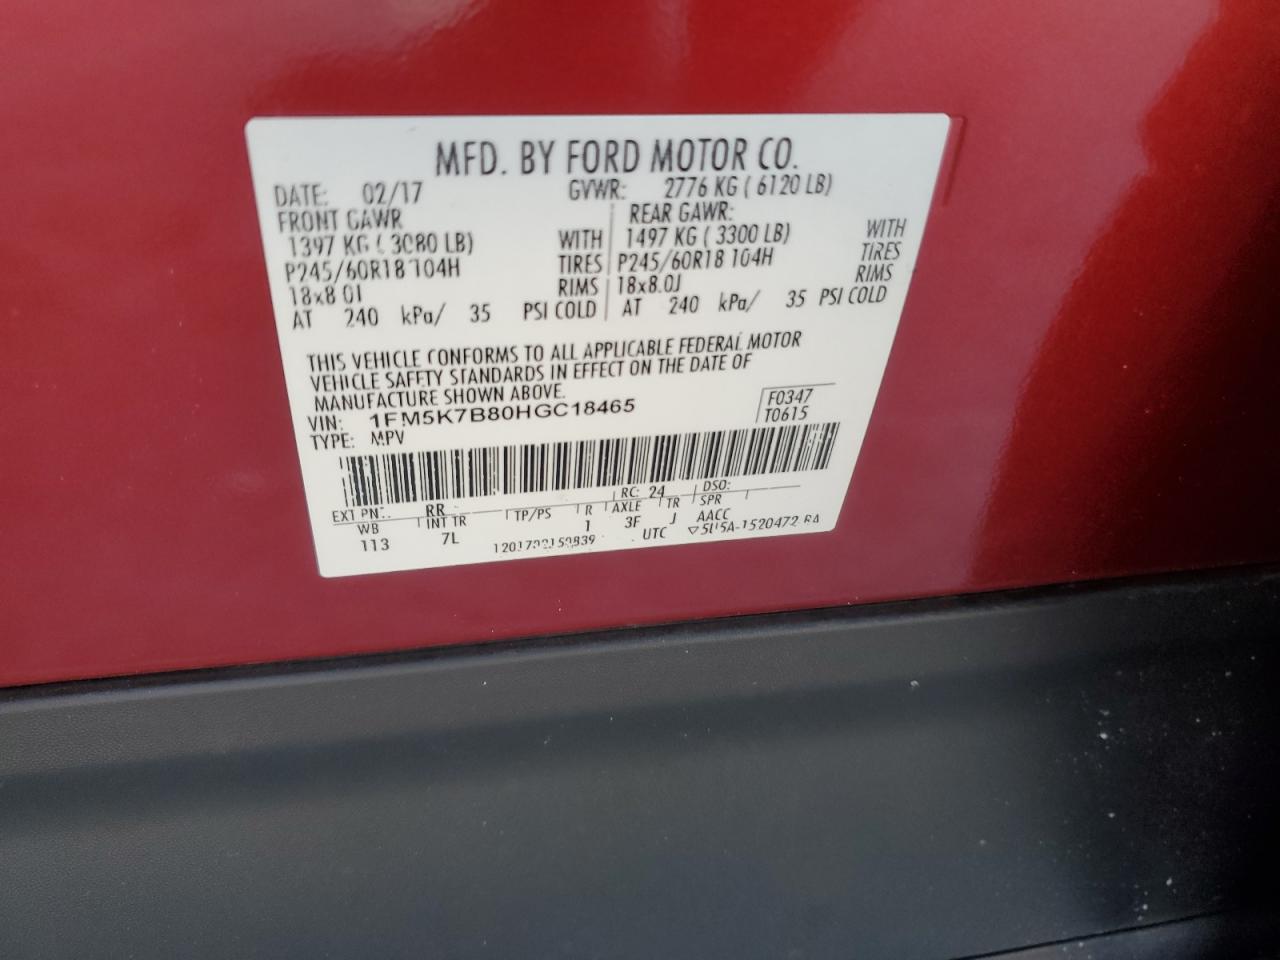 MFD. BY FORD MOTOR CO.
DATE: 02/17 GVWR: 2776 KG ( 6120 LB)
FRONT GAWR REAR GAWR:
1397 KG ( 3080 LB) WITH 1497 KG ( 3300 LB) WITH
P245/60R18 104H TIRES P245/60R18 104H TIRES
18x8.0J RIMS 18x8.0J RIMS
AT 240 kPa/ 35 PSI COLD AT 240 kPa/ 35 PSI COLD
THIS VEHICLE CONFORMS TO ALL APPLICABLE FEDERAL MOTOR
VEHICLE SAFETY STANDARDS IN EFFECT ON THE DATE OF
MANUFACTURE SHOWN ABOVE.
VIN: 1FM5K7B80HGC18465 F0347
TYPE: MPV T0615
EXT PNT: RR RC: 24 DSO:
WB INT TR TP/PS R AXLE TR SPR
113 7L 1 3F J AACC
UTC